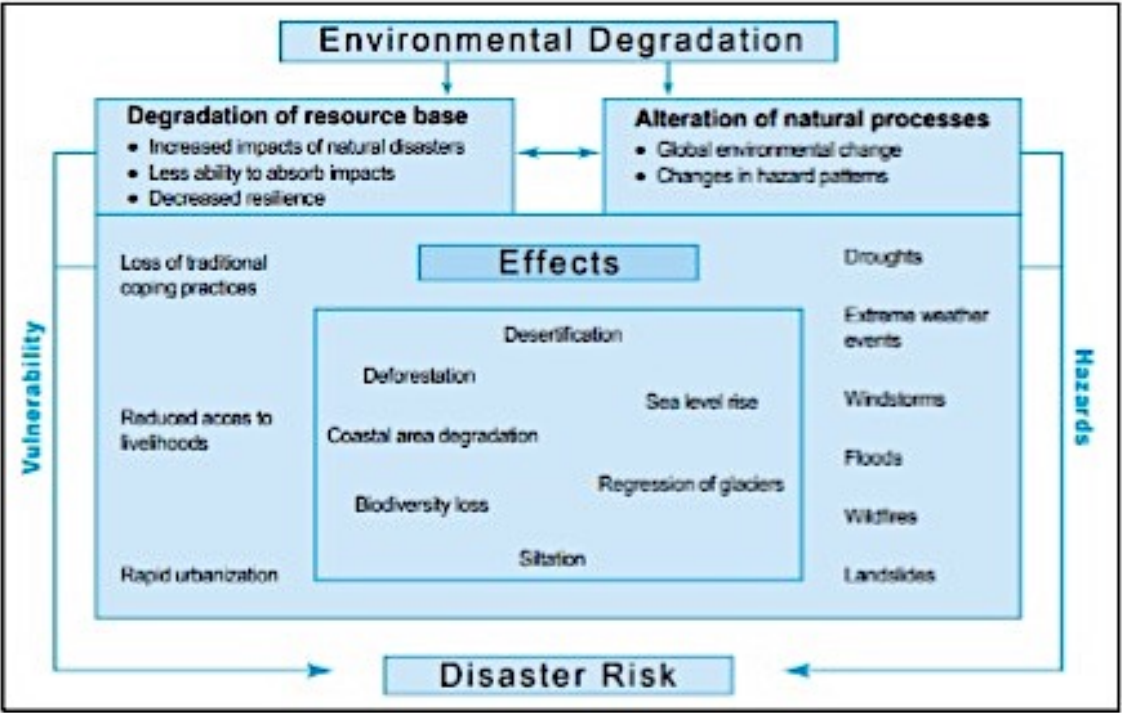 Environmental Degradation
Degradation of resource base
• Increased impacts of natural disasters
• Less ability to absorb impacts
• Decreased resilience
Alteration of natural processes
• Global environmental change
• Changes in hazard patterns
Vulnerability
Loss of traditional
coping practices
Reduced acces to
livelihoods
Rapid urbanization
Effects
Desertification
Deforestation
Sea level rise
Coastal area degradation
Regression of glaciers
Biodiversity loss
Siltation
Droughts
Extreme weather
events
Windstorms
Floods
Wildfires
Landslides
Hazards
Disaster Risk